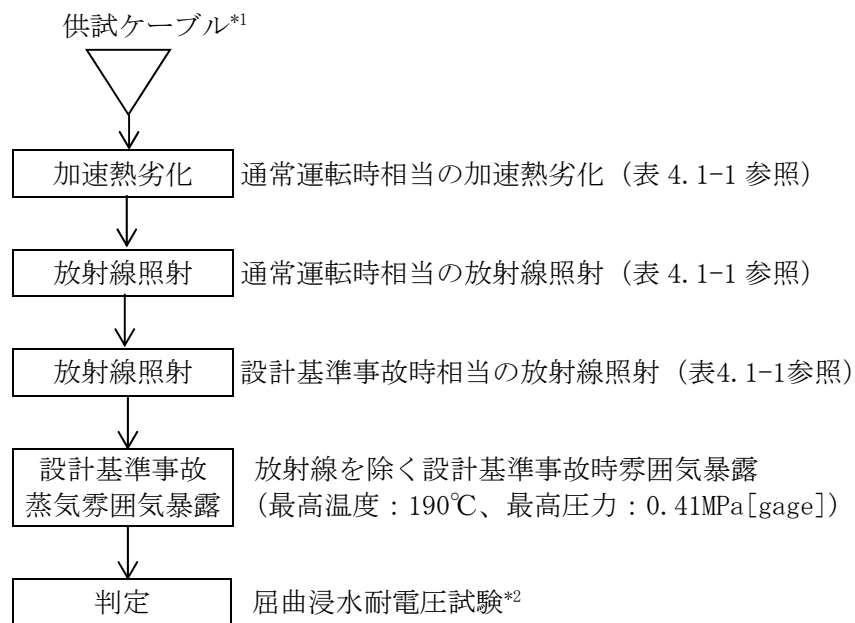 供試ケーブル*1
加速熱劣化 通常運転時相当の加速熱劣化（表 4.1-1 参照）
放射線照射 通常運転時相当の放射線照射（表 4.1-1 参照）
放射線照射 設計基準事故時相当の放射線照射（表4.1-1参照）
設計基準事故 放射線を除く設計基準事故時雰囲気暴露
蒸気雰囲気暴露 （最高温度：190℃、最高圧力：0.41MPa[gage]）
判定 屈曲浸水耐電圧試験*2